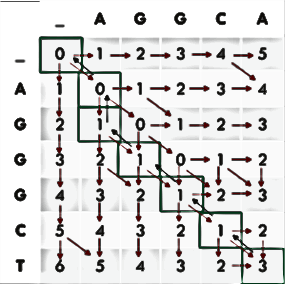 _ A G G C A
_ 0 1 2 3 4 5
A 1 0 1 2 3 4
G 2 1 0 1 2 3
G 3 2 1 0 1 2
G 4 3 2 1 2 3
C 5 4 3 2 1 2
T 6 5 4 3 2 3